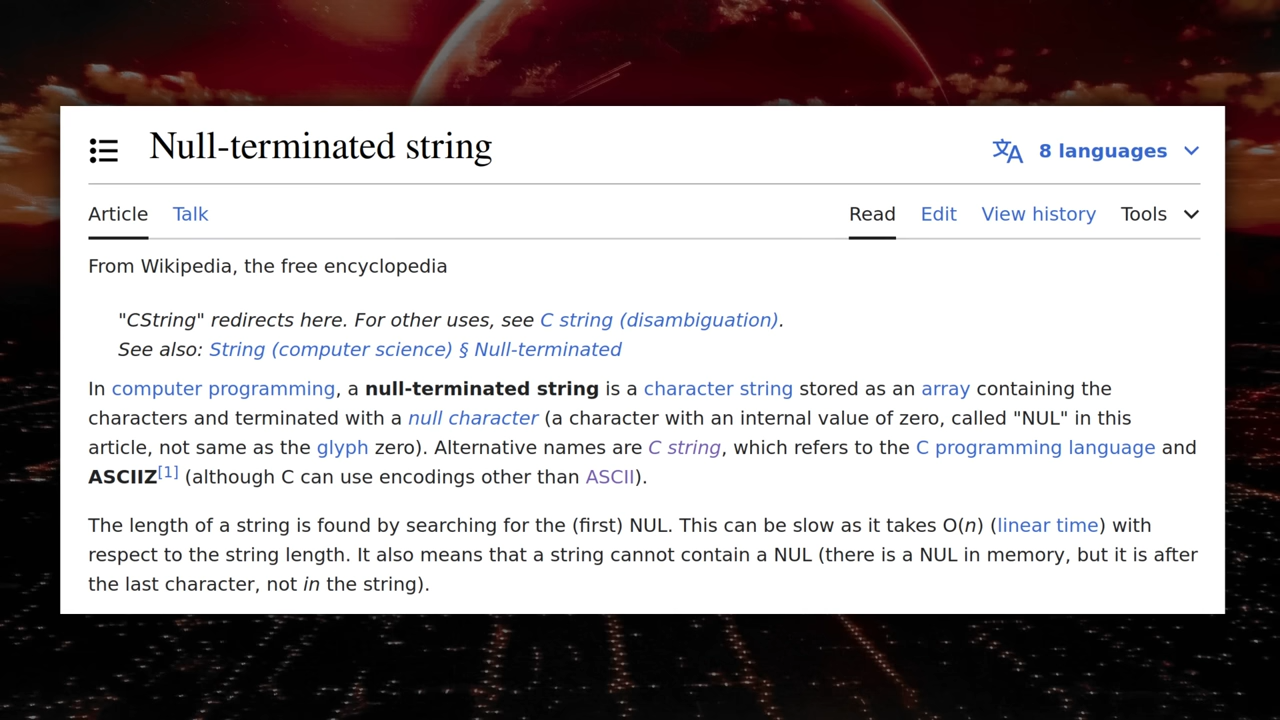 Null-terminated string
8 languages
Article Talk Read Edit View history Tools
From Wikipedia, the free encyclopedia
"CString" redirects here. For other uses, see C string (disambiguation).
See also: String (computer science) § Null-terminated
In computer programming, a null-terminated string is a character string stored as an array containing the
characters and terminated with a null character (a character with an internal value of zero, called "NUL" in this
article, not same as the glyph zero). Alternative names are C string, which refers to the C programming language and
ASCIIZ[1] (although C can use encodings other than ASCII).
The length of a string is found by searching for the (first) NUL. This can be slow as it takes O(n) (linear time) with
respect to the string length. It also means that a string cannot contain a NUL (there is a NUL in memory, but it is after
the last character, not in the string).